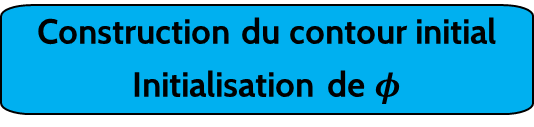 Construction du contour initial
Initialisation de ϕ